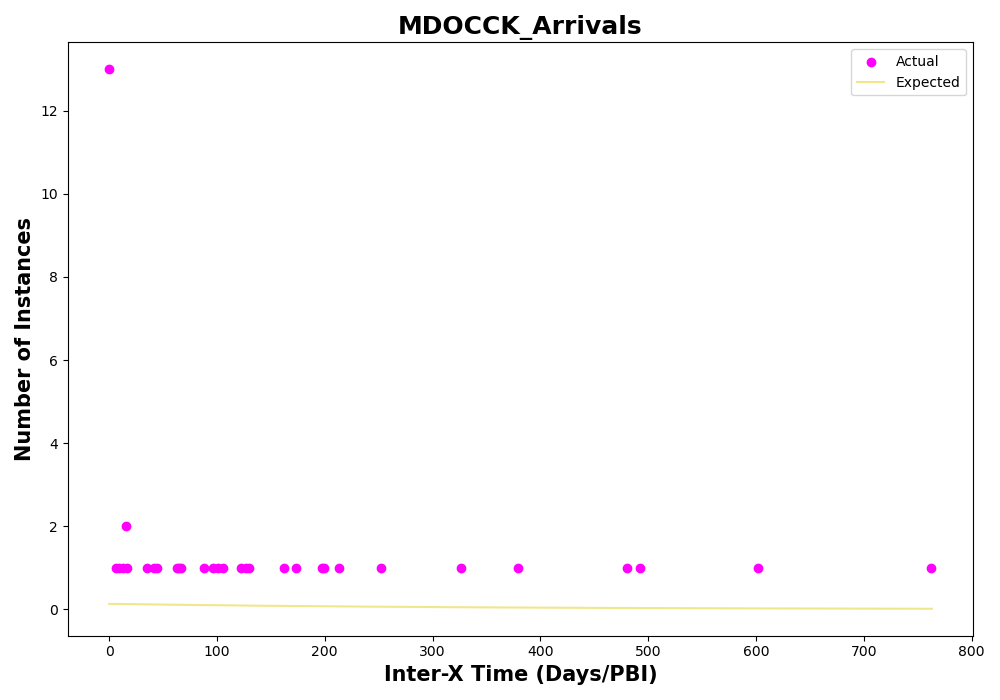 MDOCCK_Arrivals
Actual
Expected
Number of Instances
12
10
8
6
4
2
0
0 100 200 300 400 500 600 700 800
Inter-X Time (Days/PBI)